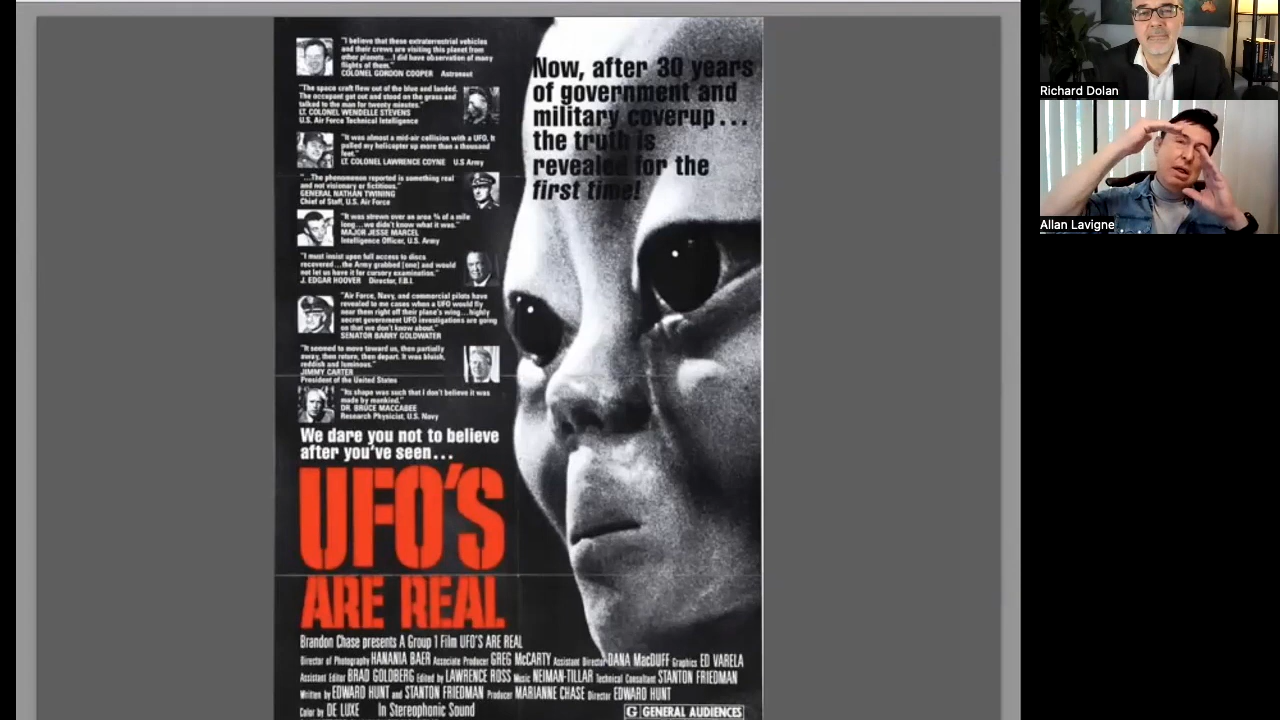 "I believe that these extraterrestrial vehicles
and their crews are visiting this planet from
other planets...I did have observation of many
flights of them."
COLONEL GORDON COOPER Astronaut
"The space craft flew out of the blue and landed.
The occupant got out and stood on the grass and
talked to the man for twenty minutes."
LT. COLONEL WENDELLE STEVENS
U.S. Air Force Technical Intelligence
"It was almost a mid-air collision with a UFO. It
pulled my helicopter up more than a thousand
feet."
LT. COLONEL LAWRENCE COYNE U.S Army
"...The phenomenon reported is something real
and not visionary or fictitious."
GENERAL NATHAN TWINING
Chief of Staff, U.S. Air Force
"It was strewn over an area ¾ of a mile
long...we didn't know what it was."
MAJOR JESSE MARCEL
Intelligence Officer, U.S. Army
"I must insist upon full access to discs
recovered...the Army grabbed [one] and would
not let us have it for cursory examination."
J. EDGAR HOOVER Director, F.B.I.
"Air Force, Navy, and commercial pilots have
revealed to me cases when a UFO would fly
near them right off their plane's wing...highly
secret government UFO investigations are going
on that we don't know about."
SENATOR BARRY GOLDWATER
"It seemed to move toward us, then partially
away, then return, then depart. It was bluish,
reddish and luminous."
JIMMY CARTER
President of the United States
"Its shape was such that I don't believe it was
made by mankind."
DR. BRUCE MACCABEE
Research Physicist, U.S. Navy
Now, after 30 years
of government and
military coverup...
the truth is
revealed for the
first time!
We dare you not to believe
after you've seen...
UFO'S
ARE REAL
Brandon Chase presents A Group 1 Film UFO'S ARE REAL
Director of Photography HANANIA BAER Associate Producer GREG McCARTY Assistant Director DANA MacDUFF Graphics ED VARELA
Assistant Editor BRAD GOLDBERG Edited by LAWRENCE ROSS Music NEIMAN-TILLAR Technical Consultant STANTON FRIEDMAN
Written by EDWARD HUNT and STANTON FRIEDMAN Producer MARIANNE CHASE Director EDWARD HUNT
Color by DE LUXE In Stereophonic Sound
G GENERAL AUDIENCES
Richard Dolan
Allan Lavigne